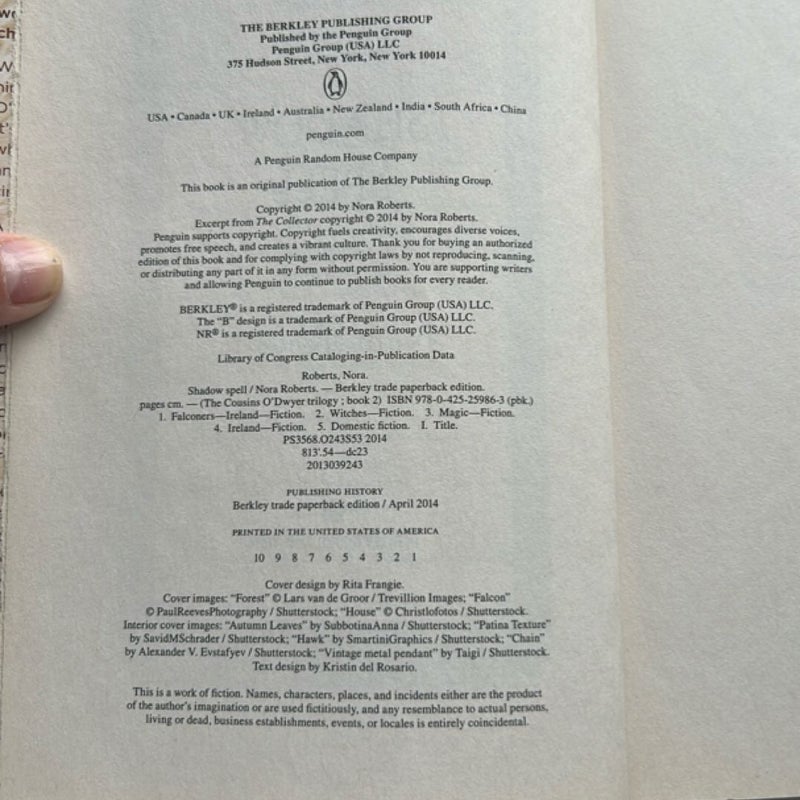 THE BERKLEY PUBLISHING GROUP
Published by the Penguin Group
Penguin Group (USA) LLC
375 Hudson Street, New York, New York 10014
USA • Canada • UK • Ireland • Australia • New Zealand • India • South Africa • China
penguin.com
A Penguin Random House Company
This book is an original publication of The Berkley Publishing Group.
Copyright © 2014 by Nora Roberts.
Excerpt from The Collector copyright © 2014 by Nora Roberts.
Penguin supports copyright. Copyright fuels creativity, encourages diverse voices,
promotes free speech, and creates a vibrant culture. Thank you for buying an authorized
edition of this book and for complying with copyright laws by not reproducing, scanning,
or distributing any part of it in any form without permission. You are supporting writers
and allowing Penguin to continue to publish books for every reader.
BERKLEY® is a registered trademark of Penguin Group (USA) LLC.
The "B" design is a trademark of Penguin Group (USA) LLC.
NR® is a registered trademark of Penguin Group (USA) LLC.
Library of Congress Cataloging-in-Publication Data
Roberts, Nora.
Shadow spell / Nora Roberts. — Berkley trade paperback edition.
pages cm. — (The Cousins O'Dwyer trilogy ; book 2) ISBN 978-0-425-25986-3 (pbk.)
1. Falconers—Ireland—Fiction. 2. Witches—Fiction. 3. Magic—Fiction.
4. Ireland—Fiction. 5. Domestic fiction. I. Title.
PS3568.O243S53 2014
813'.54—dc23
2013039243
PUBLISHING HISTORY
Berkley trade paperback edition / April 2014
PRINTED IN THE UNITED STATES OF AMERICA
10 9 8 7 6 5 4 3 2 1
Cover design by Rita Frangie.
Cover images: "Forest" © Lars van de Groor / Trevillion Images; "Falcon"
© PaulReevesPhotography / Shutterstock; "House" © Christlofotos / Shutterstock.
Interior cover images: "Autumn Leaves" by SubbotinaAnna / Shutterstock; "Patina Texture"
by SavidMSchrader / Shutterstock; "Hawk" by SmartiniGraphics / Shutterstock; "Chain"
by Alexander V. Evstafyev / Shutterstock; "Vintage metal pendant" by Taigi / Shutterstock.
Text design by Kristin del Rosario.
This is a work of fiction. Names, characters, places, and incidents either are the product
of the author's imagination or are used fictitiously, and any resemblance to actual persons,
living or dead, business establishments, events, or locales is entirely coincidental.